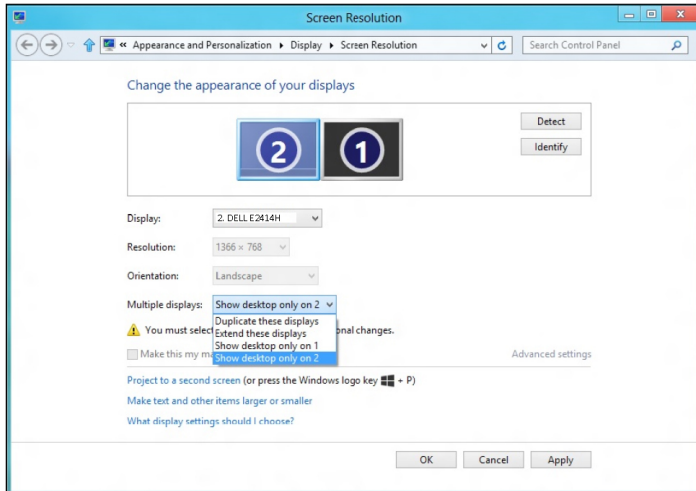 Screen Resolution
« Appearance and Personalization ▸ Display ▸ Screen Resolution
Search Control Panel
Change the appearance of your displays
2 1
Detect
Identify
Display: 2. DELL E2414H
Resolution: 1366 × 768
Orientation: Landscape
Multiple displays: Show desktop only on 2
Duplicate these displays
You must selec onal changes.
Extend these displays
Show desktop only on 1
Make this my m Show desktop only on 2 Advanced settings
Project to a second screen (or press the Windows logo key + P)
Make text and other items larger or smaller
What display settings should I choose?
OK Cancel Apply